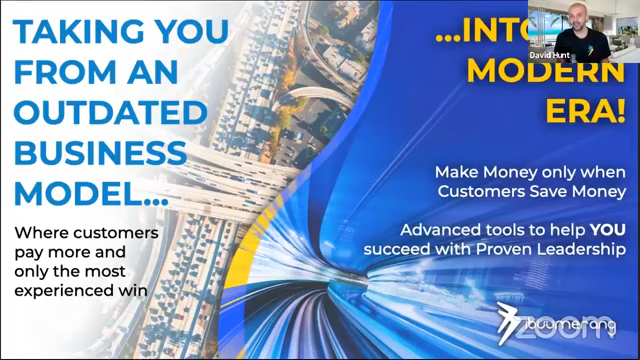 TAKING YOU
FROM AN
OUTDATED
BUSINESS
MODEL...
Where customers
pay more and
only the most
experienced win
...INTO
MODERN
ERA!
David Hunt
Make Money only when
Customers Save Money
Advanced tools to help YOU
succeed with Proven Leadership
ibuumerang
zoom